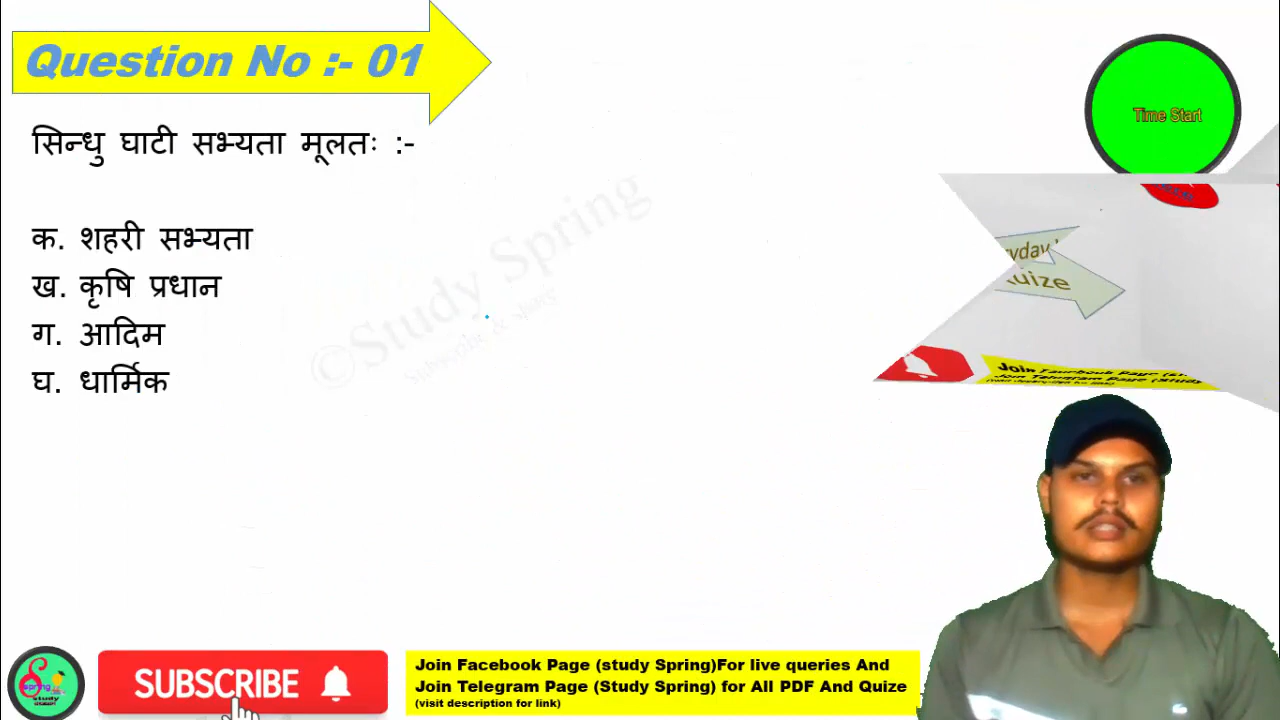 Question No :- 01
Time Start
सिन्धु घाटी सभ्यता मूलतः :-
क. शहरी सभ्यता
ख. कृषि प्रधान
ग. आदिम
घ. धार्मिक
©Study Spring
SUBSCRIBE
Join Facebook Page (study Spring)For live queries And
Join Telegram Page (Study Spring) for All PDF And Quize
(visit description for link)